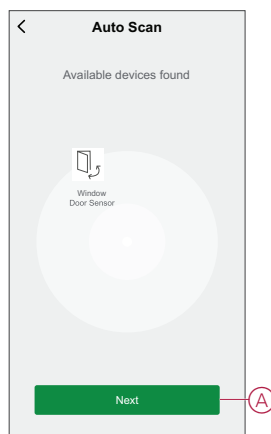 Auto Scan
Available devices found
Window
Door Sensor
Next
A